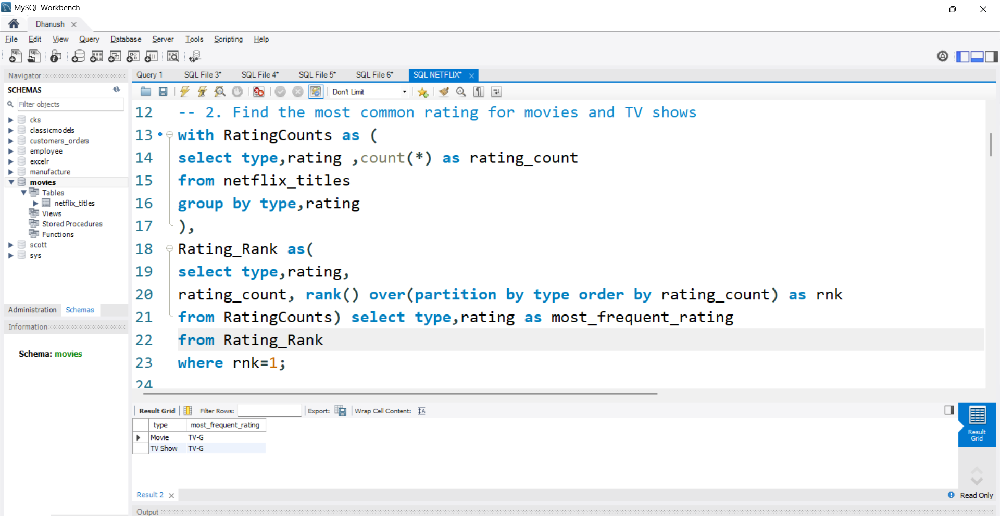 MySQL Workbench
Dhanush
File Edit View Query Database Server Tools Scripting Help
Navigator
SCHEMAS
Filter objects
cks
classicmodels
customers_orders
employee
excelr
manufacture
movies
Tables
netflix_titles
Views
Stored Procedures
Functions
scott
sys
Administration Schemas
Information
Schema: movies
Query 1 SQL File 3* SQL File 4* SQL File 5* SQL File 6* SQL NETFLIX*
Don't Limit
12 -- 2. Find the most common rating for movies and TV shows
13 with RatingCounts as (
14 select type,rating ,count(*) as rating_count
15 from netflix_titles
16 group by type,rating
17 ),
18 Rating_Rank as(
19 select type,rating,
20 rating_count, rank() over(partition by type order by rating_count) as rnk
21 from RatingCounts) select type,rating as most_frequent_rating
22 from Rating_Rank
23 where rnk=1;
24
Result Grid Filter Rows: Export: Wrap Cell Content:
type most_frequent_rating
Movie TV-G
TV Show TV-G
Result
Grid
Result 2
Read Only
Output